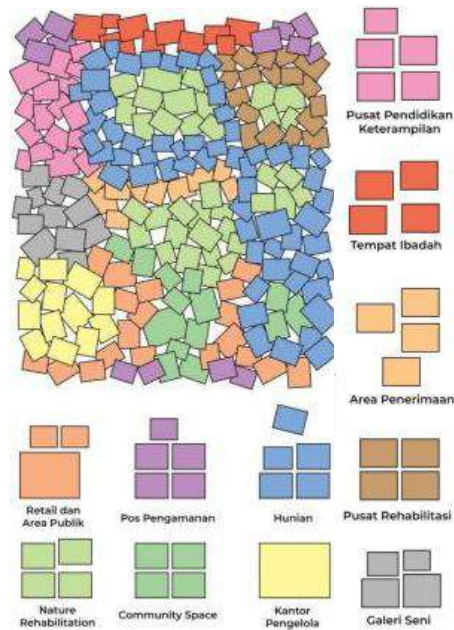 Pusat Pendidikan
Keterampilan
Tempat Ibadah
Area Penerimaan
Retail dan
Area Publik
Pos Pengamanan
Hunian
Pusat Rehabilitasi
Nature
Rehabilitation
Community Space
Kantor
Pengelola
Galeri Seni